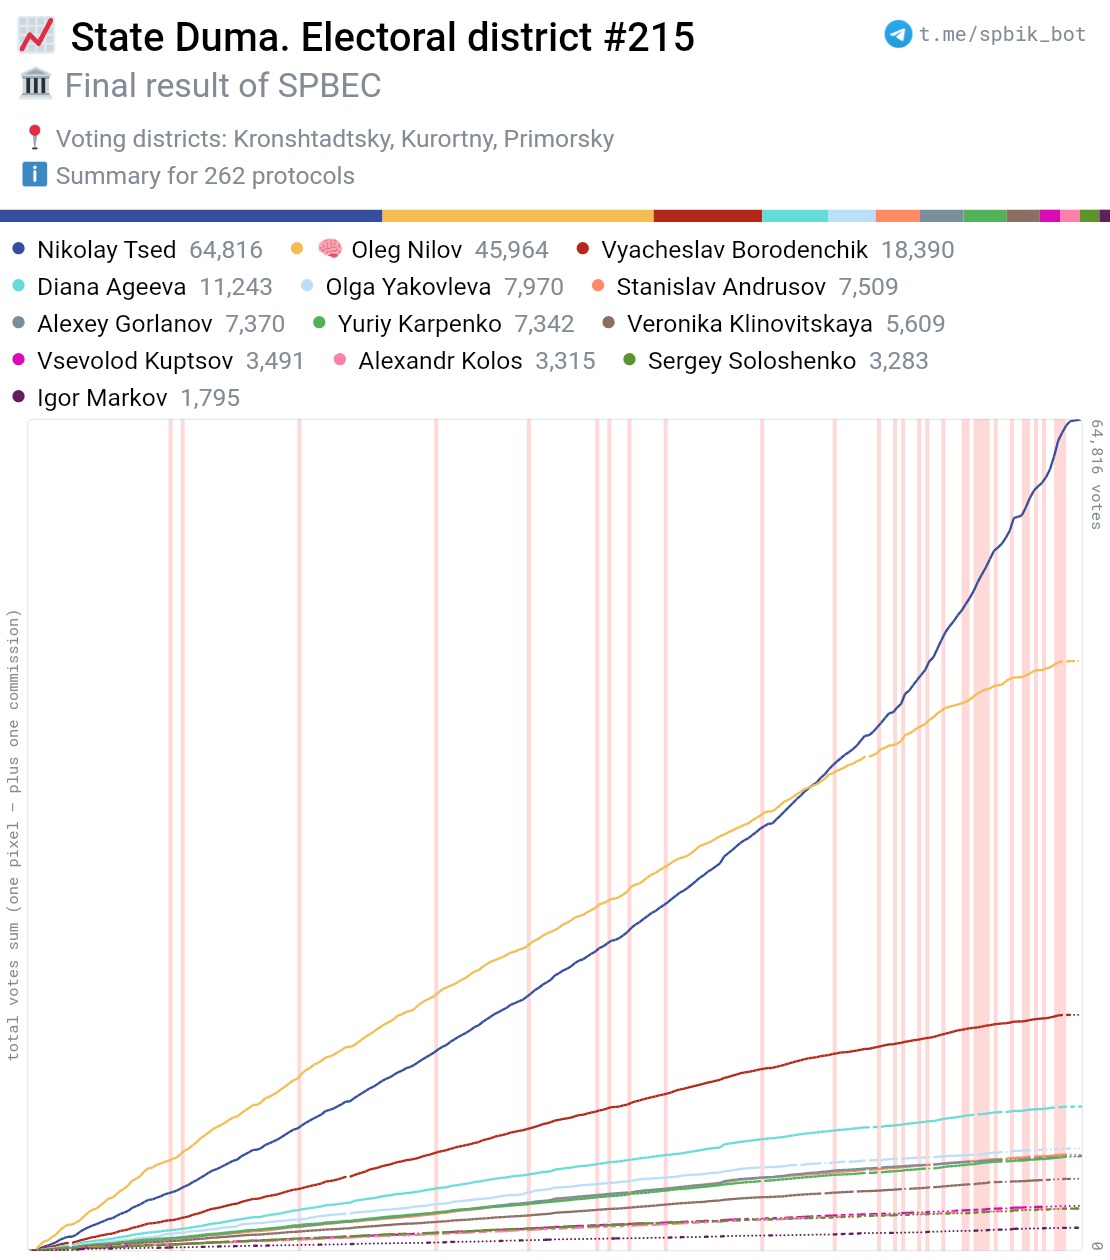 State Duma. Electoral district #215
t.me/spbik_bot
Final result of SPBEC
Voting districts: Kronshtadtsky, Kurortny, Primorsky
Summary for 262 protocols
Nikolay Tsed 64,816 Oleg Nilov 45,964 Vyacheslav Borodenchik 18,390
Diana Ageeva 11,243 Olga Yakovleva 7,970 Stanislav Andrusov 7,509
Alexey Gorlanov 7,370 Yuriy Karpenko 7,342 Veronika Klinovitskaya 5,609
Vsevolod Kuptsov 3,491 Alexandr Kolos 3,315 Sergey Soloshenko 3,283
Igor Markov 1,795
64,816 votes
total votes sum (one pixel – plus one commission)
0